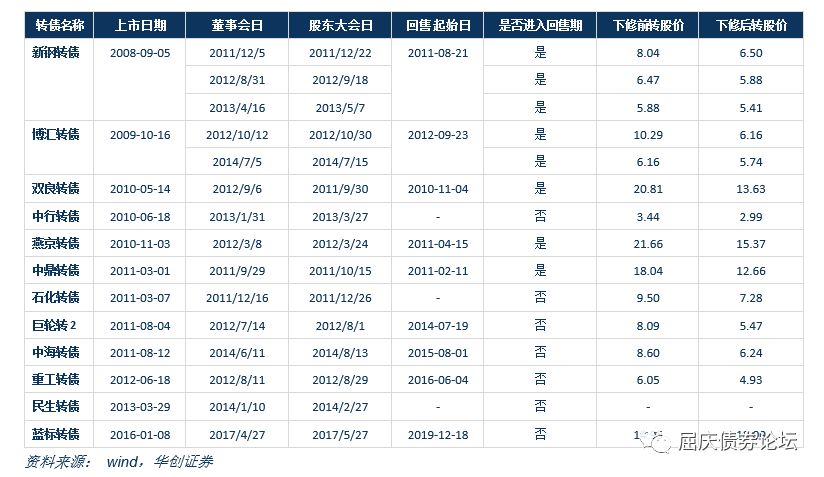 转债名称 上市日期 董事会日 股东大会日 回售起始日 是否进入回售期 下修前转股价 下修后转股价
新钢转债 2008-09-05 2011/12/5 2011/12/22 2011-08-21 是 8.04 6.50
2012/8/31 2012/9/18 是 6.47 5.88
2013/4/16 2013/5/7 是 5.88 5.41
博汇转债 2009-10-16 2012/10/12 2012/10/30 2012-09-23 是 10.29 6.16
2014/7/5 2014/7/15 是 6.16 5.74
双良转债 2010-05-14 2012/9/6 2011/9/30 2010-11-04 是 20.81 13.63
中行转债 2010-06-18 2013/1/31 2013/3/27 - 否 3.44 2.99
燕京转债 2010-11-03 2012/3/8 2012/3/24 2011-04-15 是 21.66 15.37
中鼎转债 2011-03-01 2011/9/29 2011/10/15 2011-02-11 是 18.04 12.66
石化转债 2011-03-07 2011/12/16 2011/12/26 - 否 9.50 7.28
巨轮转2 2011-08-04 2012/7/14 2012/8/1 2014-07-19 否 8.09 5.47
中海转债 2011-08-12 2014/6/11 2014/8/13 2015-08-01 否 8.60 6.24
重工转债 2012-06-18 2012/8/11 2012/8/29 2016-06-04 否 6.05 4.93
民生转债 2013-03-29 2014/1/10 2014/2/27 - 否 - -
蓝标转债 2016-01-08 2017/4/27 2017/5/27 2019-12-18 否
屈庆债券论坛
资料来源： wind，华创证券